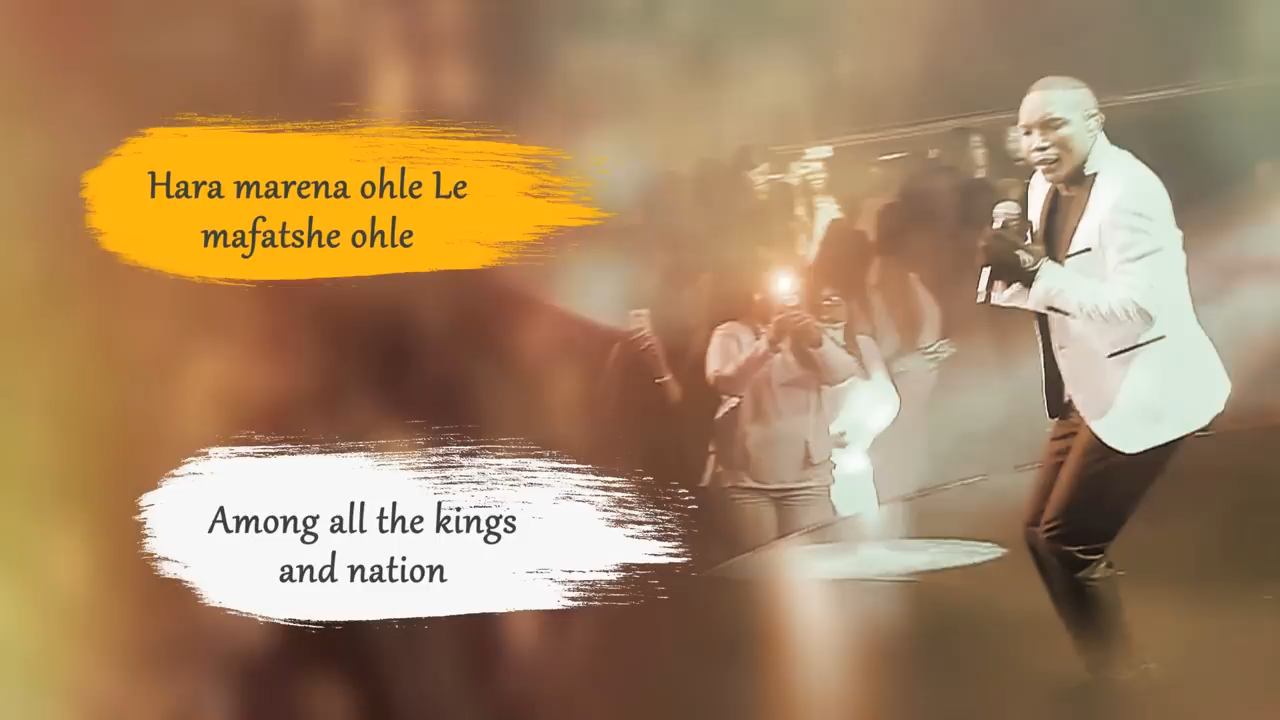 Hara marena ohle Le
mafatshe ohle
Among all the kings
and nation